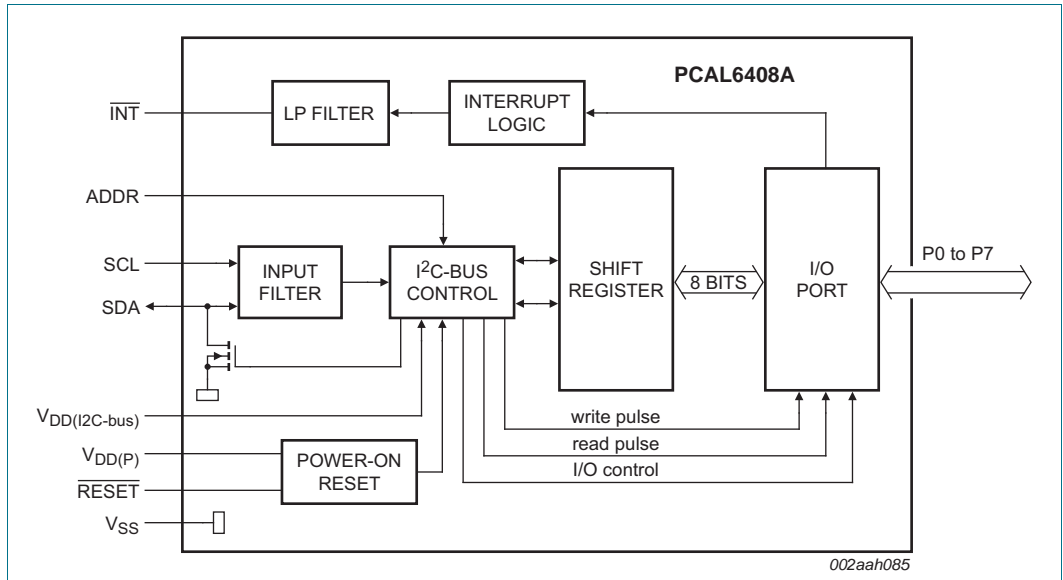 PCAL6408A
INT
LP FILTER
INTERRUPT
LOGIC
ADDR
SCL
SDA
INPUT
FILTER
I2C-BUS
CONTROL
SHIFT
REGISTER
8 BITS
I/O
PORT
P0 to P7
VDD(I2C-bus)
write pulse
read pulse
I/O control
VDD(P)
RESET
POWER-ON
RESET
VSS
002aah085